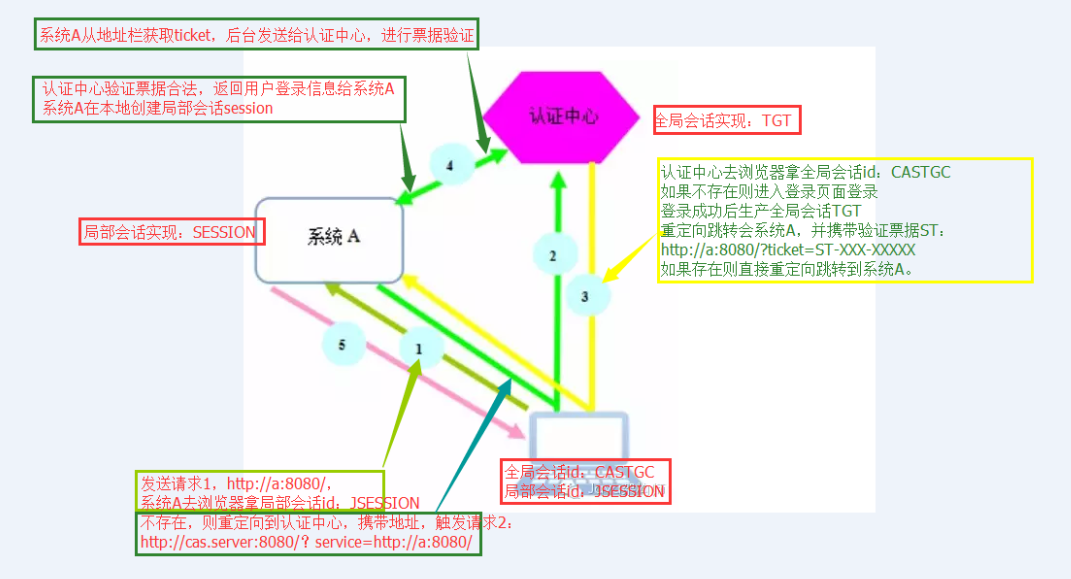 系统A从地址栏获取ticket，后台发送给认证中心，进行票据验证
认证中心验证票据合法，返回用户登录信息给系统A
系统A在本地创建局部会话session
认证中心
全局会话实现：TGT
认证中心去浏览器拿全局会话id：CASTGC
如果不存在则进入登录页面登录
登录成功后生产全局会话TGT
重定向跳转会系统A，并携带验证票据ST：
http://a:8080/?ticket=ST-XXX-XXXXX
如果存在则直接重定向跳转到系统A。
4
局部会话实现：SESSION
系统 A
2
3
5
1
全局会话id：CASTGC
局部会话id：JSESSION
发送请求1，http://a:8080/，
系统A去浏览器拿局部会话id：JSESSION
不存在，则重定向到认证中心，携带地址，触发请求2：
http://cas.server:8080/？service=http://a:8080/